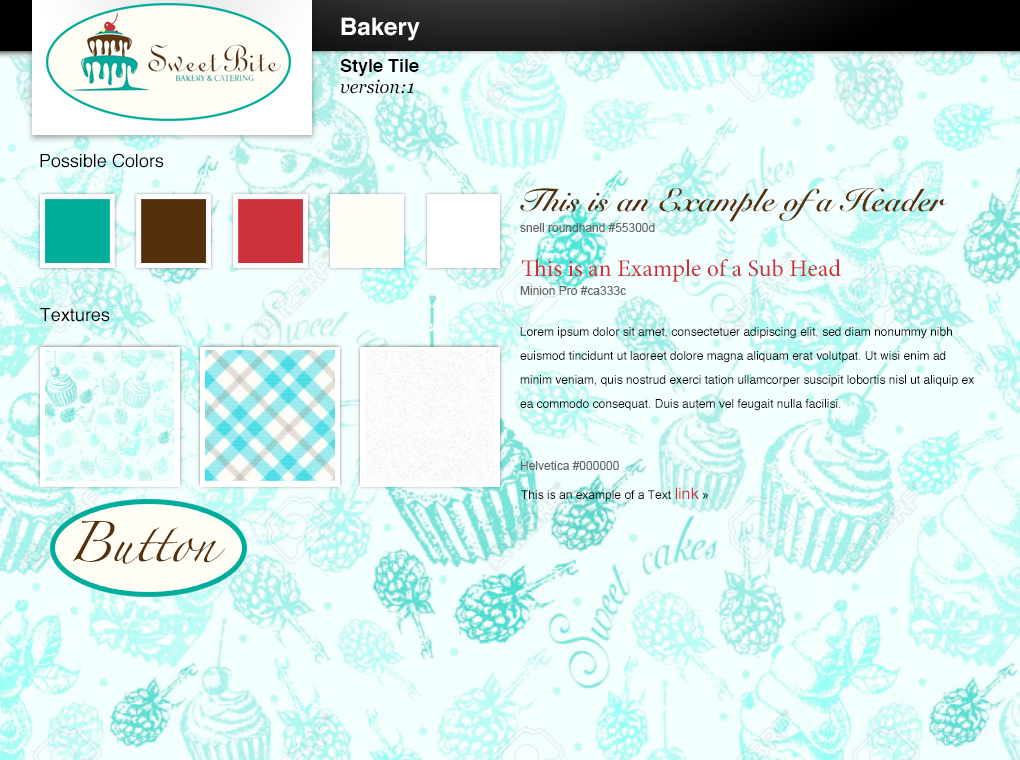 Bakery
Sweet Bite
BAKERY & CATERING
Style Tile
version:1
Possible Colors
This is an Example of a Header
snell roundhand #55300d
This is an Example of a Sub Head
Minion Pro #ca333c
Textures
Sweet
cakes
Lorem ipsum dolor sit amet, consectetuer adipiscing elit, sed diam nonummy nibh
euismod tincidunt ut laoreet dolore magna aliquam erat volutpat. Ut wisi enim ad
minim veniam, quis nostrud exerci tation ullamcorper suscipit lobortis nisl ut aliquip ex
ea commodo consequat. Duis autem vel feugait nulla facilisi.
Helvetica #000000
This is an example of a Text link »
Button
Sweet cakes